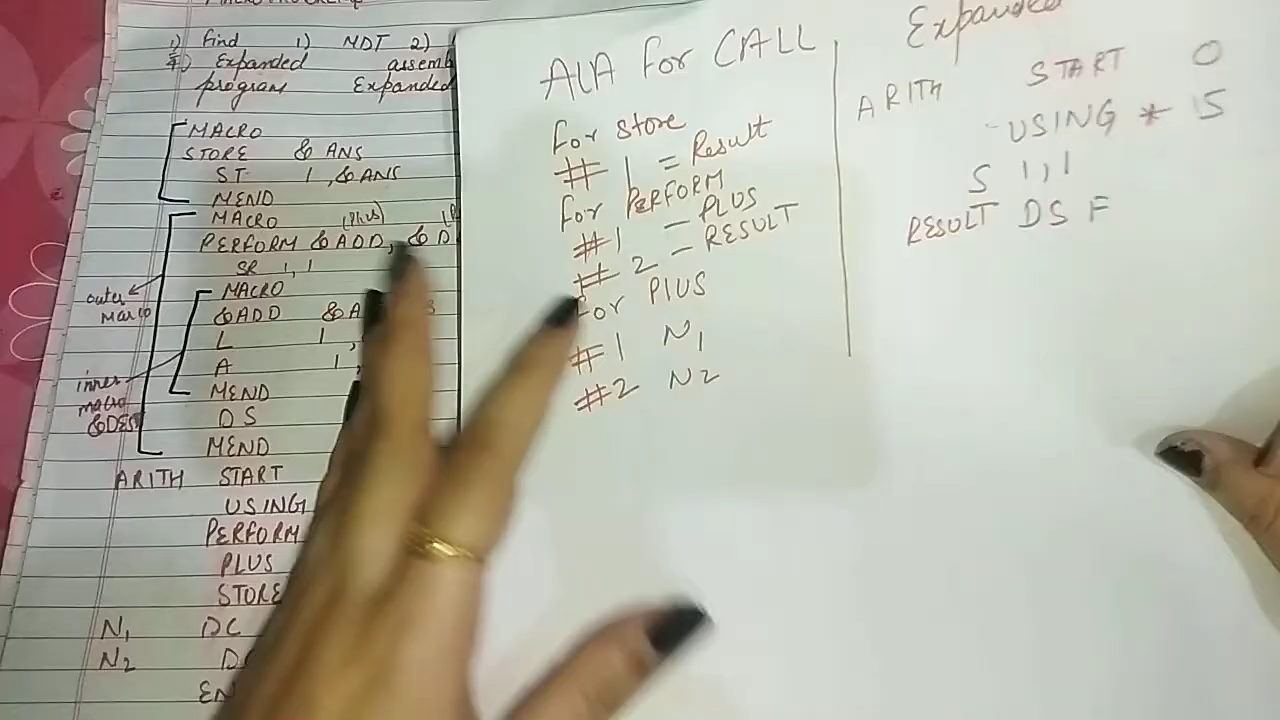 1) Find 1) MDT 2)
Expanded assemb
program Expanded
MACRO
STORE &ANS
ST 1,&ANS
MEND
MACRO
(Plus)
PERFORM &ADD, &D
SR 1,1
MACRO
&ADD &A
L 1,
A 1,
MEND
DS
MEND
outer
inner
macro
ARITH START
USING
PERFORM
PLUS
STORE
N1 DC
N2
ALA For CALL
For store
#1 = Result
For PERFORM
#1 - PLUS
#2 = RESULT
For PlUS
#1 N1
#2 N2
Expanded
ARITH START 0
USING * 15
S 1,1
RESULT DS F